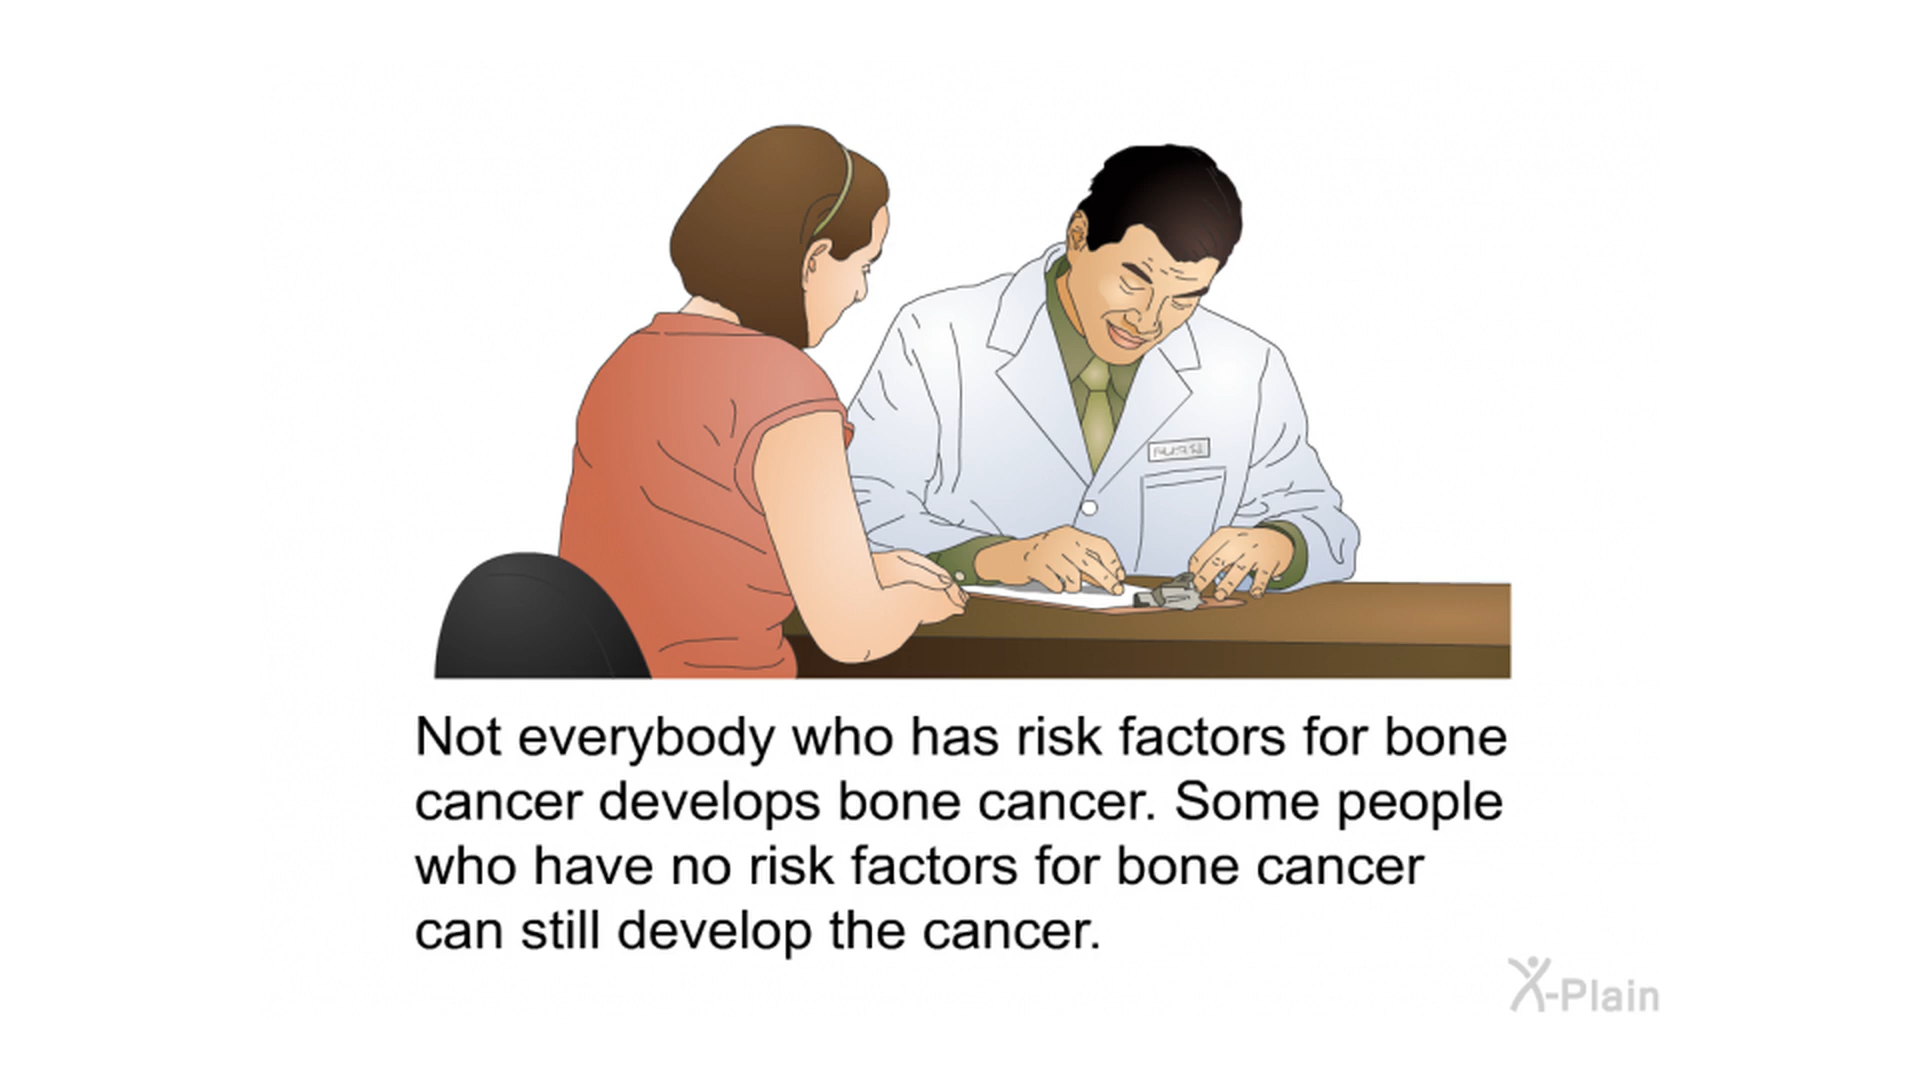 Not everybody who has risk factors for bone
cancer develops bone cancer. Some people
who have no risk factors for bone cancer
can still develop the cancer.
X-Plain